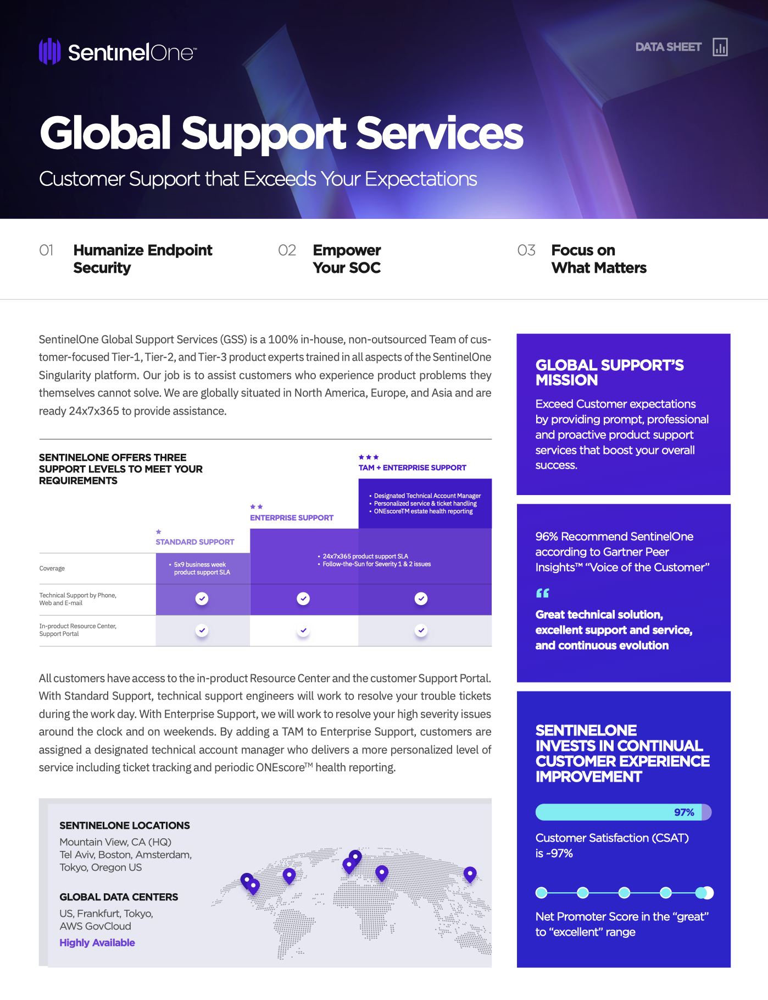 SentinelOne™
DATA SHEET
Global Support Services
Customer Support that Exceeds Your Expectations
01 Humanize Endpoint
Security
02 Empower
Your SOC
03 Focus on
What Matters
SentinelOne Global Support Services (GSS) is a 100% in-house, non-outsourced Team of cus-
tomer-focused Tier-1, Tier-2, and Tier-3 product experts trained in all aspects of the SentinelOne
Singularity platform. Our job is to assist customers who experience product problems they
themselves cannot solve. We are globally situated in North America, Europe, and Asia and are
ready 24x7x365 to provide assistance.
SENTINELONE OFFERS THREE
SUPPORT LEVELS TO MEET YOUR
REQUIREMENTS
TAM + ENTERPRISE SUPPORT
• Designated Technical Account Manager
• Personalized service & ticket handling
• ONEscoreTM estate health reporting
ENTERPRISE SUPPORT
STANDARD SUPPORT
Coverage
• 5x9 business week
product support SLA
• 24x7x365 product support SLA
• Follow-the-Sun for Severity 1 & 2 issues
Technical Support by Phone,
Web and E-mail
In-product Resource Center,
Support Portal
All customers have access to the in-product Resource Center and the customer Support Portal.
With Standard Support, technical support engineers will work to resolve your trouble tickets
during the work day. With Enterprise Support, we will work to resolve your high severity issues
around the clock and on weekends. By adding a TAM to Enterprise Support, customers are
assigned a designated technical account manager who delivers a more personalized level of
service including ticket tracking and periodic ONEscore™ health reporting.
SENTINELONE LOCATIONS
Mountain View, CA (HQ)
Tel Aviv, Boston, Amsterdam,
Tokyo, Oregon US
GLOBAL DATA CENTERS
US, Frankfurt, Tokyo,
AWS GovCloud
Highly Available
GLOBAL SUPPORT'S
MISSION
Exceed Customer expectations
by providing prompt, professional
and proactive product support
services that boost your overall
success.
96% Recommend SentinelOne
according to Gartner Peer
Insights™ “Voice of the Customer”
“
Great technical solution,
excellent support and service,
and continuous evolution
SENTINELONE
INVESTS IN CONTINUAL
CUSTOMER EXPERIENCE
IMPROVEMENT
97%
Customer Satisfaction (CSAT)
is ~97%
Net Promoter Score in the “great”
to “excellent” range